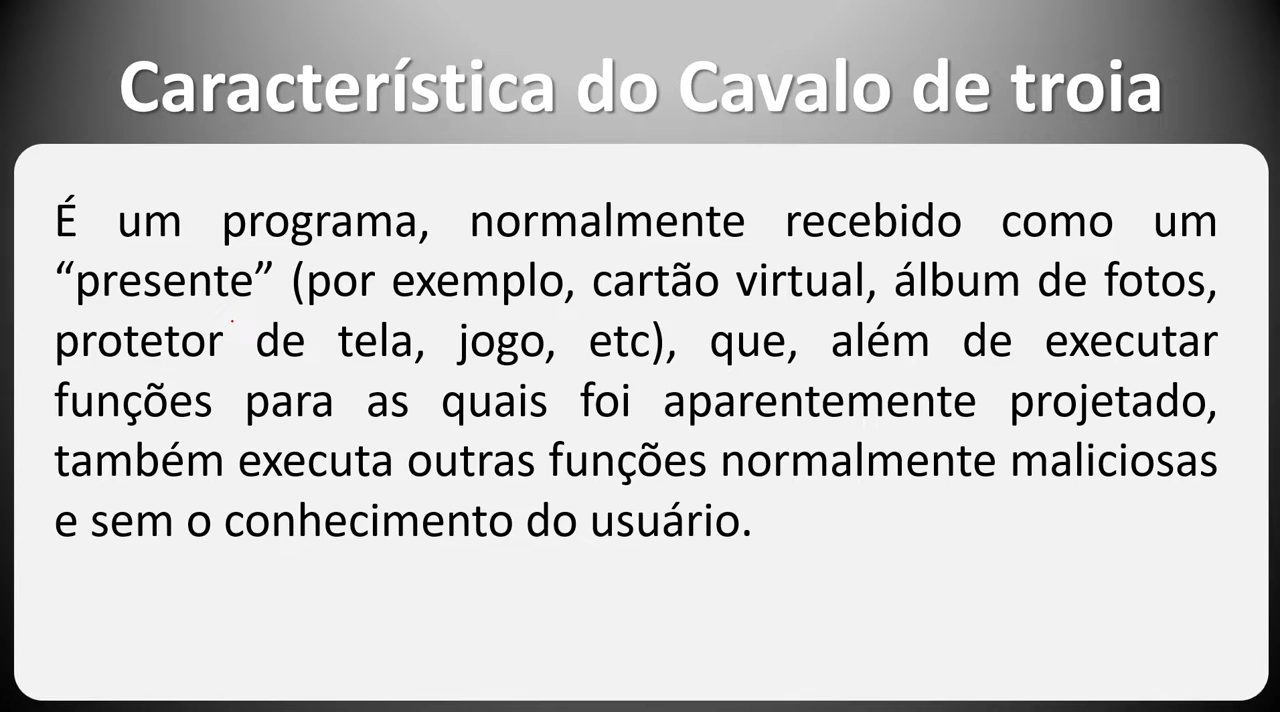 Característica do Cavalo de troia
É um programa, normalmente recebido como um
“presente” (por exemplo, cartão virtual, álbum de fotos,
protetor de tela, jogo, etc), que, além de executar
funções para as quais foi aparentemente projetado,
também executa outras funções normalmente maliciosas
e sem o conhecimento do usuário.